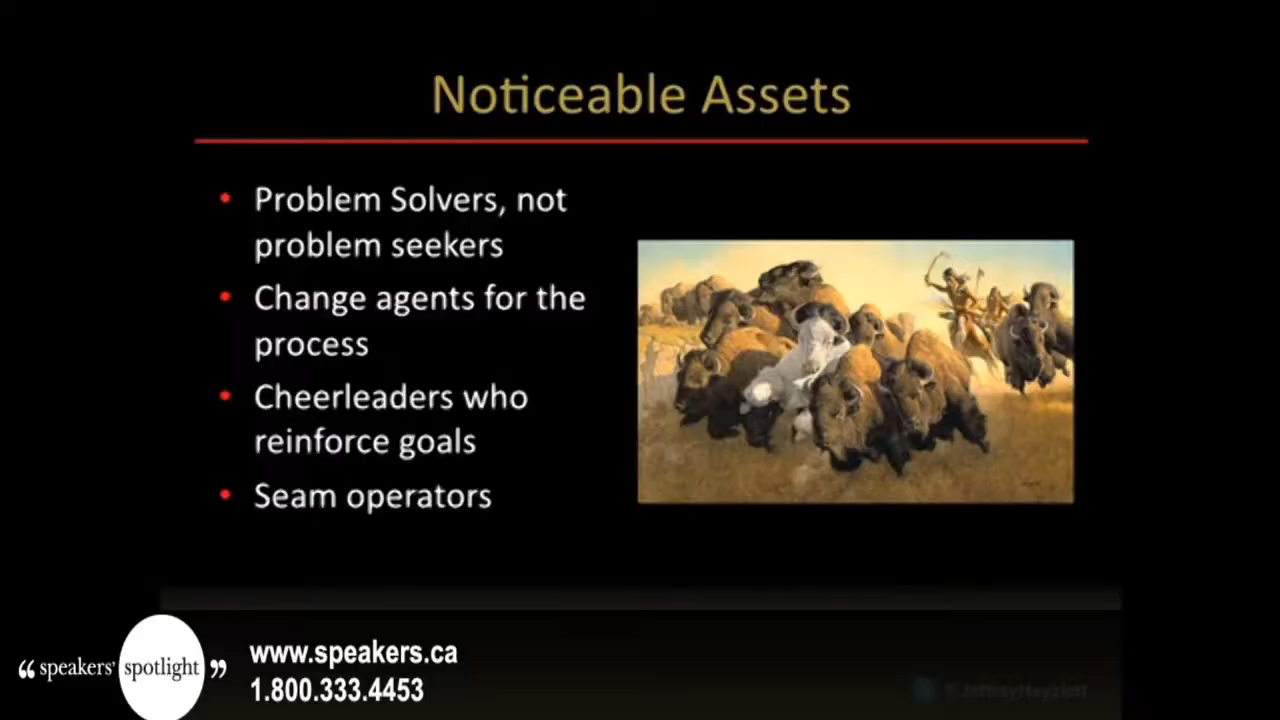 Noticeable Assets
• Problem Solvers, not
problem seekers
• Change agents for the
process
• Cheerleaders who
reinforce goals
• Seam operators
“ speakers’ spotlight ”
www.speakers.ca
1.800.333.4453